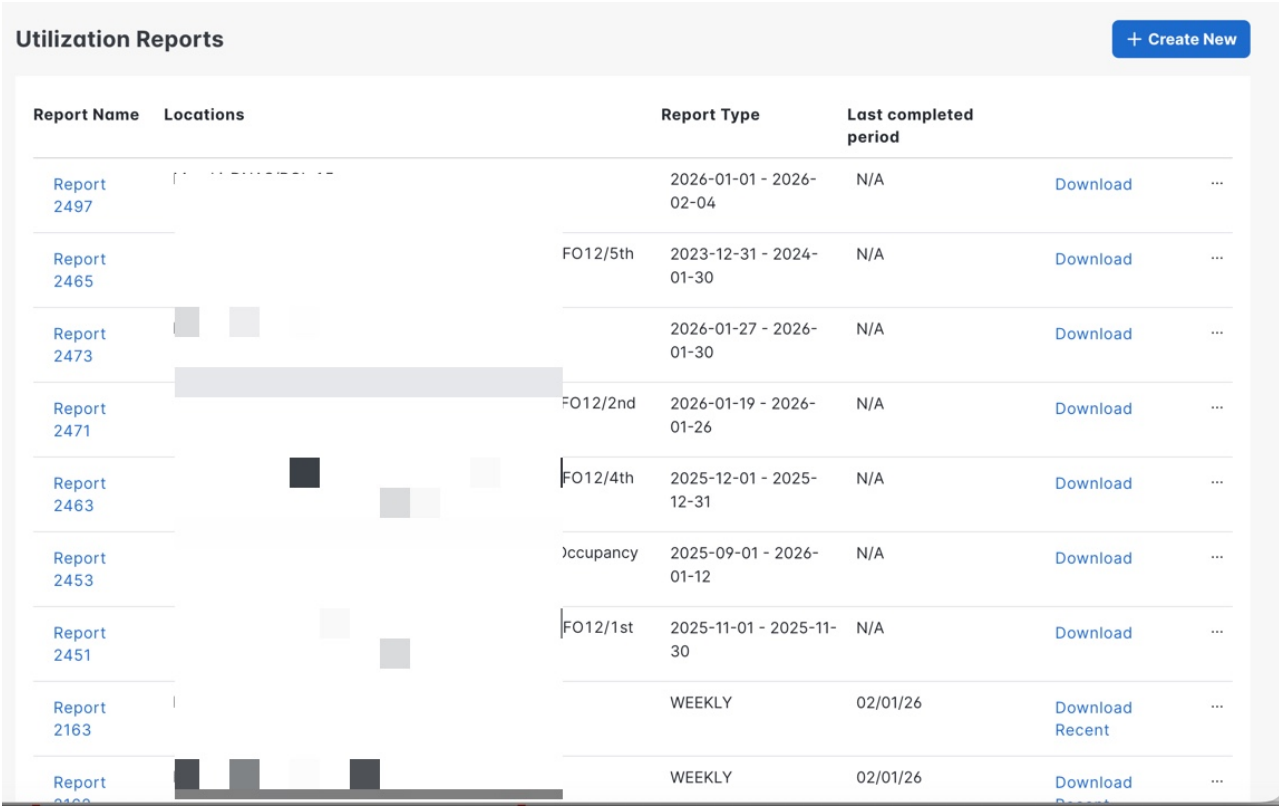 Utilization Reports
+ Create New
Report Name Locations Report Type Last completed
period
Report 2026-01-01 - 2026- N/A Download ...
2497 02-04
Report FO12/5th 2023-12-31 - 2024- N/A Download ...
2465 01-30
Report 2026-01-27 - 2026- N/A Download ...
2473 01-30
Report FO12/2nd 2026-01-19 - 2026- N/A Download ...
2471 01-26
Report FO12/4th 2025-12-01 - 2025- N/A Download ...
2463 12-31
Report Occupancy 2025-09-01 - 2026- N/A Download ...
2453 01-12
Report FO12/1st 2025-11-01 - 2025-11- N/A Download ...
2451 30
Report WEEKLY 02/01/26 Download ...
2163 Recent
Report WEEKLY 02/01/26 Download ...